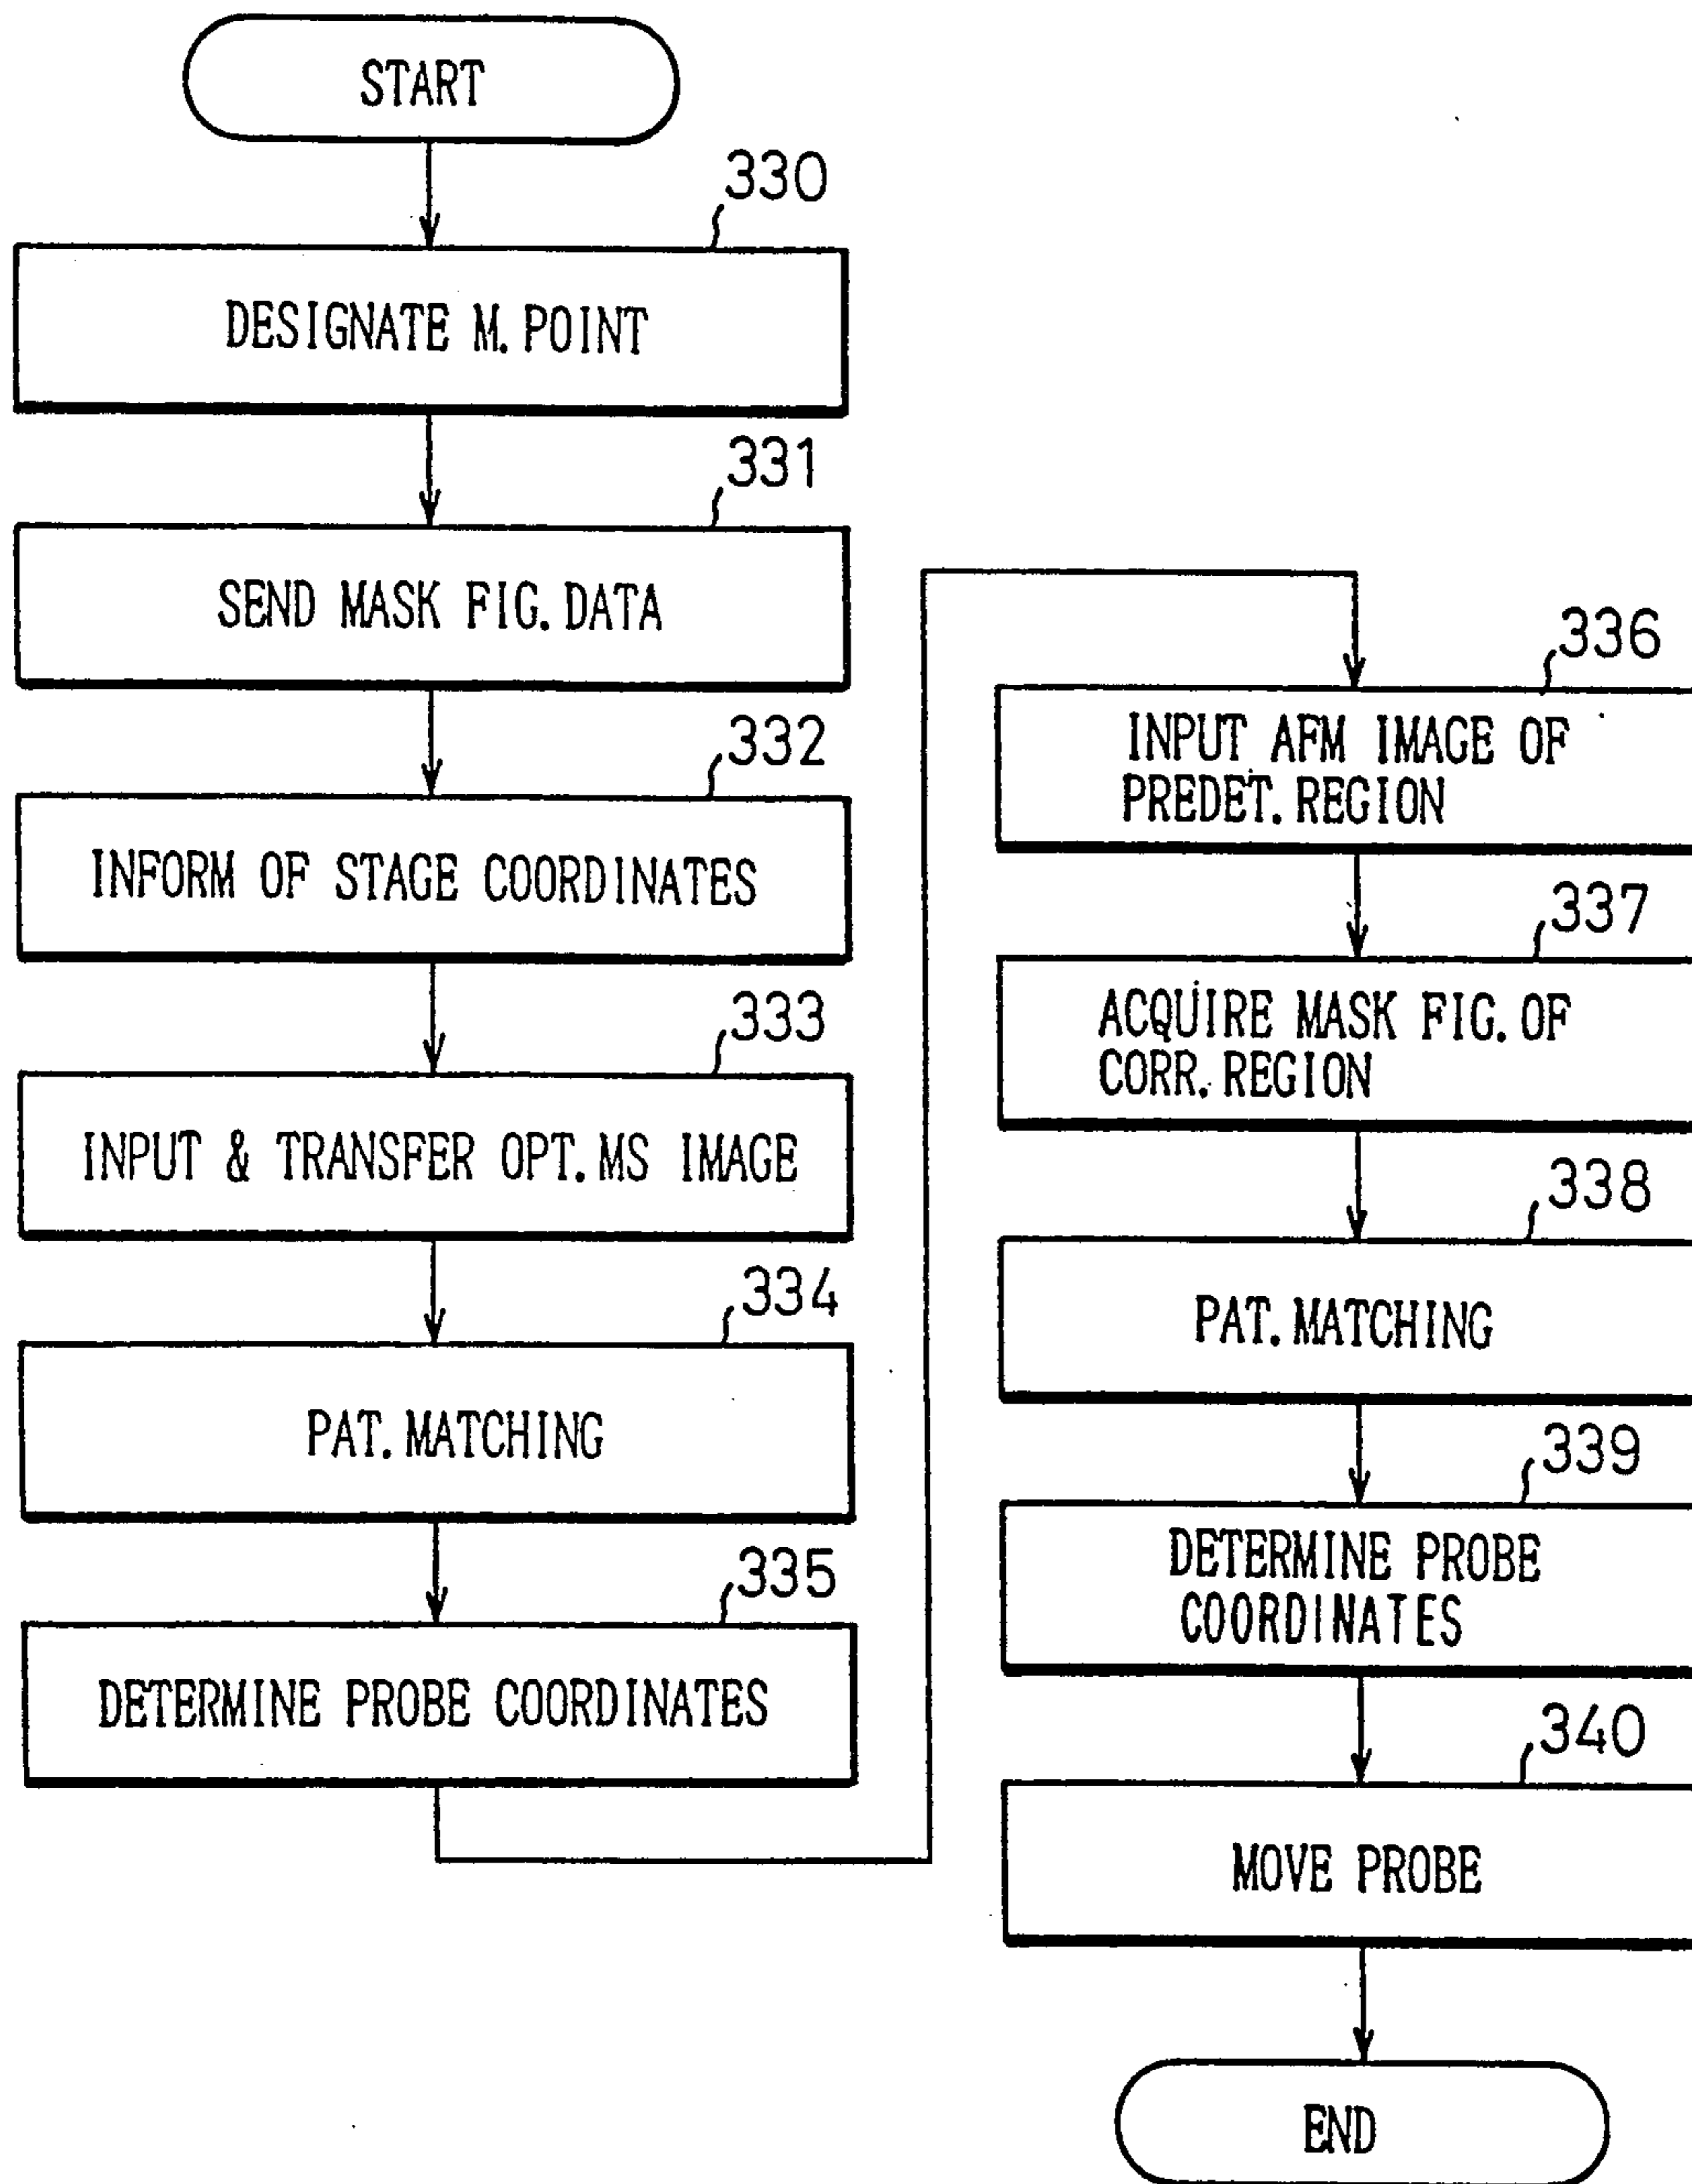 START
330
DESIGNATE M. POINT
331
SEND MASK FIG. DATA
332
INFORM OF STAGE COORDINATES
333
INPUT & TRANSFER OPT. MS IMAGE
334
PAT. MATCHING
335
DETERMINE PROBE COORDINATES
336
INPUT AFM IMAGE OF
PREDET. REGION
337
ACQUIRE MASK FIG. OF
CORR. REGION
338
PAT. MATCHING
339
DETERMINE PROBE
COORDINATES
340
MOVE PROBE
END